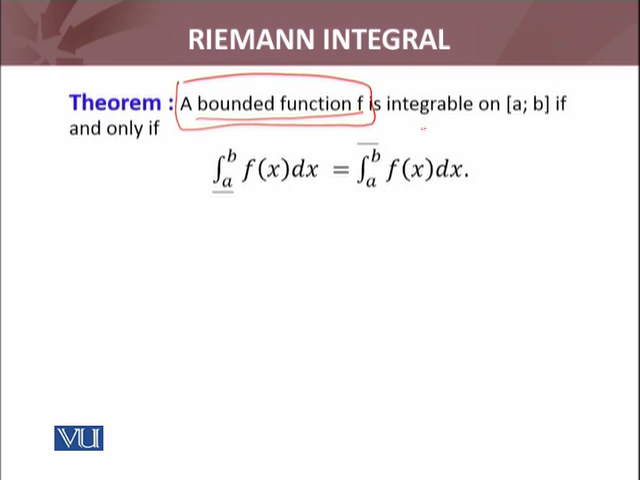 RIEMANN INTEGRAL
Theorem : A bounded function f is integrable on [a; b] if
and only if
∫_a^b f(x)dx = ∫_a^b f(x)dx.
VU